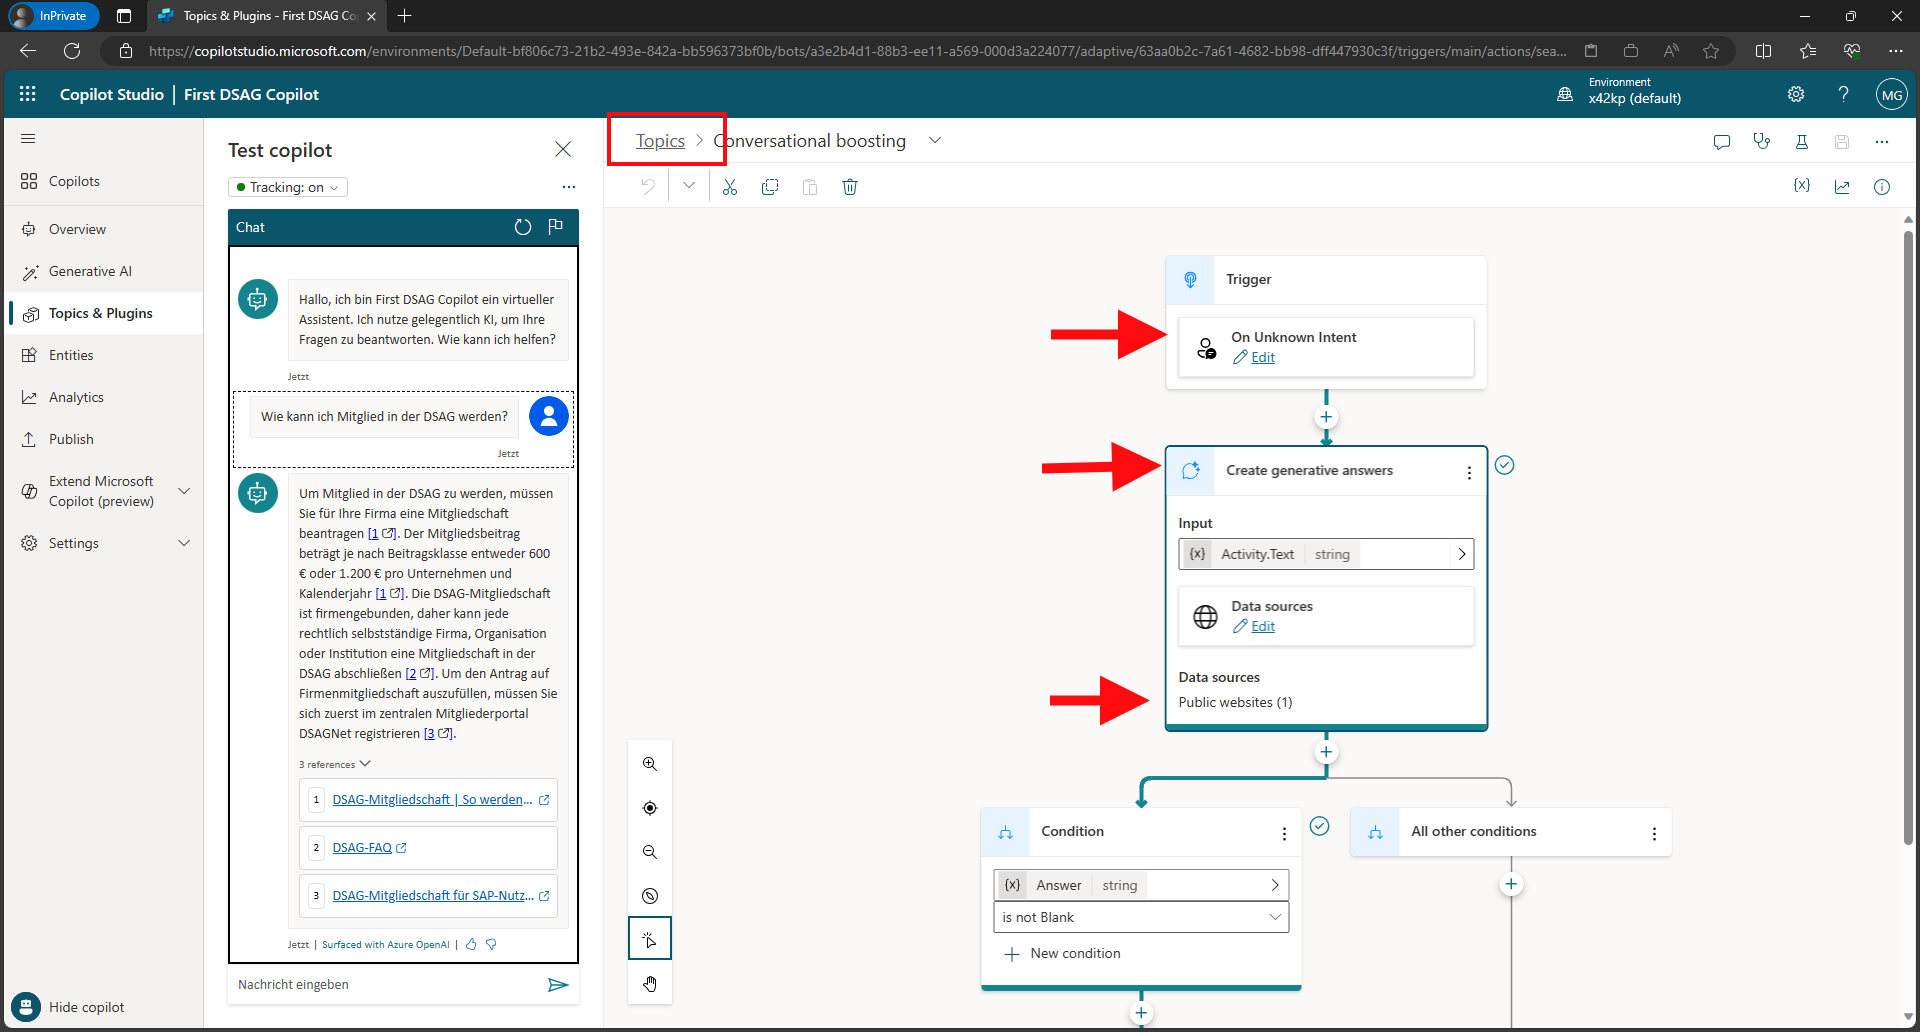 InPrivate
Topics & Plugins - First DSAG Co
https://copilotstudio.microsoft.com/environments/Default-bf806c73-21b2-493e-842a-bb596373bf0b/bots/a3e2b4d1-88b3-ee11-a569-000d3a224077/adaptive/63aa0b2c-7a61-4682-bb98-dff447930c3f/triggers/main/actions/sea...
Copilot Studio | First DSAG Copilot
Environment
x42kp (default)
?
MG
Copilots
Overview
Generative AI
Topics & Plugins
Entities
Analytics
Publish
Extend Microsoft
Copilot (preview)
Settings
Hide copilot
Test copilot
Tracking: on
Chat
Hallo, ich bin First DSAG Copilot ein virtueller
Assistent. Ich nutze gelegentlich KI, um Ihre
Fragen zu beantworten. Wie kann ich helfen?
Jetzt
Wie kann ich Mitglied in der DSAG werden?
Jetzt
Um Mitglied in der DSAG zu werden, müssen
Sie für Ihre Firma eine Mitgliedschaft
beantragen [1]. Der Mitgliedsbeitrag
beträgt je nach Beitragsklasse entweder 600
€ oder 1.200 € pro Unternehmen und
Kalenderjahr [1]. Die DSAG-Mitgliedschaft
ist firmengebunden, daher kann jede
rechtlich selbstständige Firma, Organisation
oder Institution eine Mitgliedschaft in der
DSAG abschließen [2]. Um den Antrag auf
Firmenmitgliedschaft auszufüllen, müssen Sie
sich zuerst im zentralen Mitgliederportal
DSAGNet registrieren [3].
3 references
1 DSAG-Mitgliedschaft | So werden...
2 DSAG-FAQ
3 DSAG-Mitgliedschaft für SAP-Nutz...
Jetzt | Surfaced with Azure OpenAI |
Nachricht eingeben
Topics > Conversational boosting
{x}
Trigger
On Unknown Intent
Edit
Create generative answers
Input
{x} Activity.Text string
Data sources
Edit
Data sources
Public websites (1)
Condition
{x} Answer string
is not Blank
New condition
All other conditions